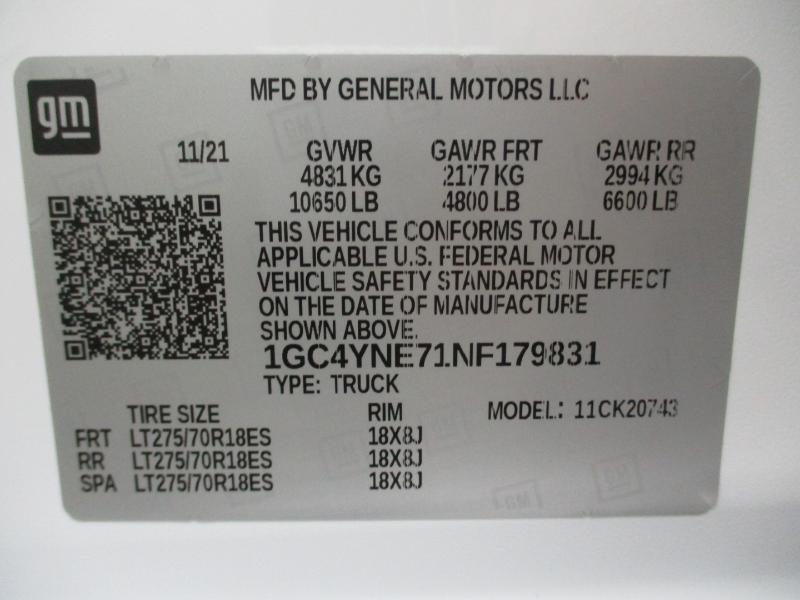 gm
MFD BY GENERAL MOTORS LLC
11/21 GVWR GAWR FRT GAWR RR
4831 KG 2177 KG 2994 KG
10650 LB 4800 LB 6600 LB
THIS VEHICLE CONFORMS TO ALL
APPLICABLE U.S. FEDERAL MOTOR
VEHICLE SAFETY STANDARDS IN EFFECT
ON THE DATE OF MANUFACTURE
SHOWN ABOVE.
1GC4YNE71NF179831
TYPE: TRUCK
TIRE SIZE RIM MODEL: 11CK20743
FRT LT275/70R18ES 18X8J
RR LT275/70R18ES 18X8J
SPA LT275/70R18ES 18X8J